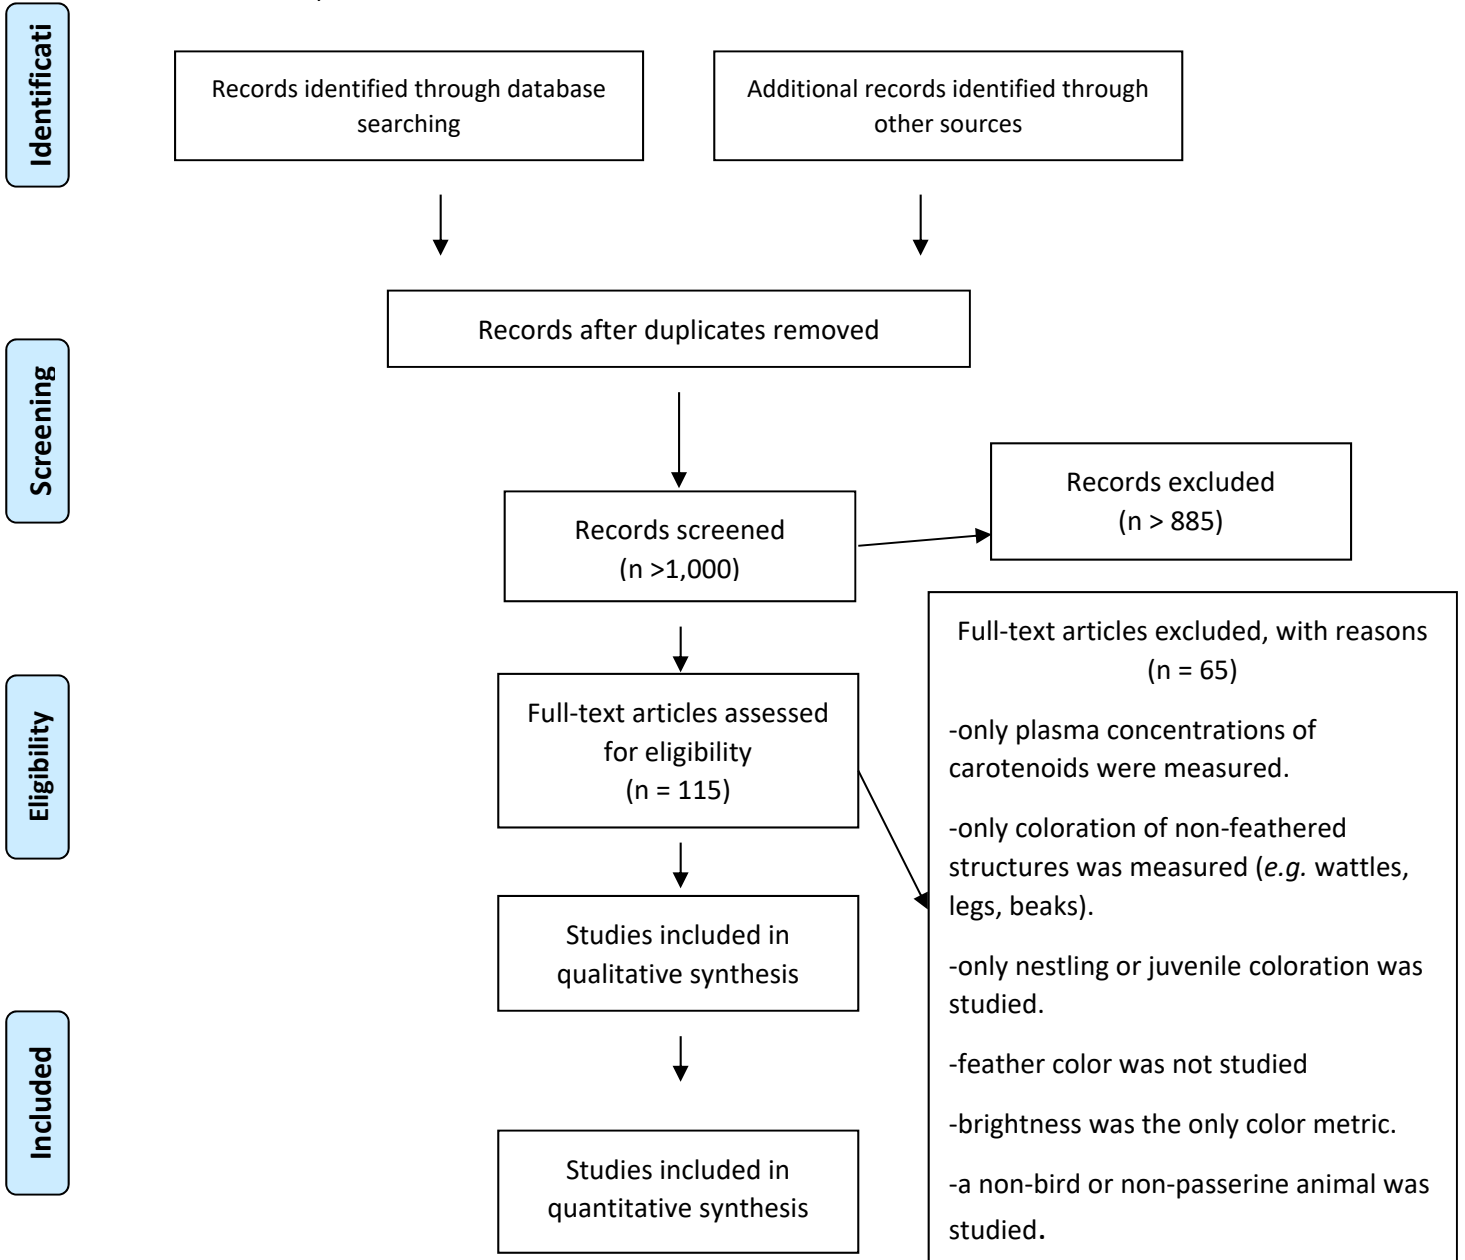 Identificati
Records identified through database
searching
Additional records identified through
other sources
Records after duplicates removed
Screening
Records screened
(n >1,000)
Records excluded
(n > 885)
Eligibility
Full-text articles assessed
for eligibility
(n = 115)
Full-text articles excluded, with reasons
(n = 65)
-only plasma concentrations of
carotenoids were measured.
-only coloration of non-feathered
structures was measured (e.g. wattles,
legs, beaks).
-only nestling or juvenile coloration was
studied.
-feather color was not studied
-brightness was the only color metric.
-a non-bird or non-passerine animal was
studied.
Studies included in
qualitative synthesis
Included
Studies included in
quantitative synthesis